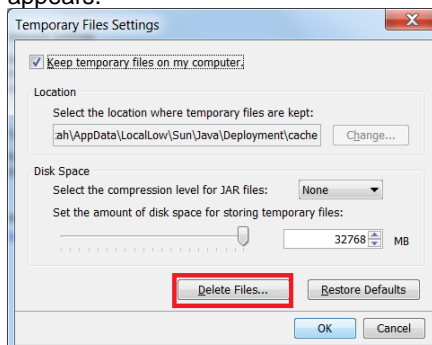 appears.
Temporary Files Settings
Keep temporary files on my computer.
Location
Select the location where temporary files are kept:
:ah\AppData\LocalLow\Sun\Java\Deployment\cache Change...
Disk Space
Select the compression level for JAR files: None
Set the amount of disk space for storing temporary files:
32768 MB
Delete Files... Restore Defaults
OK Cancel